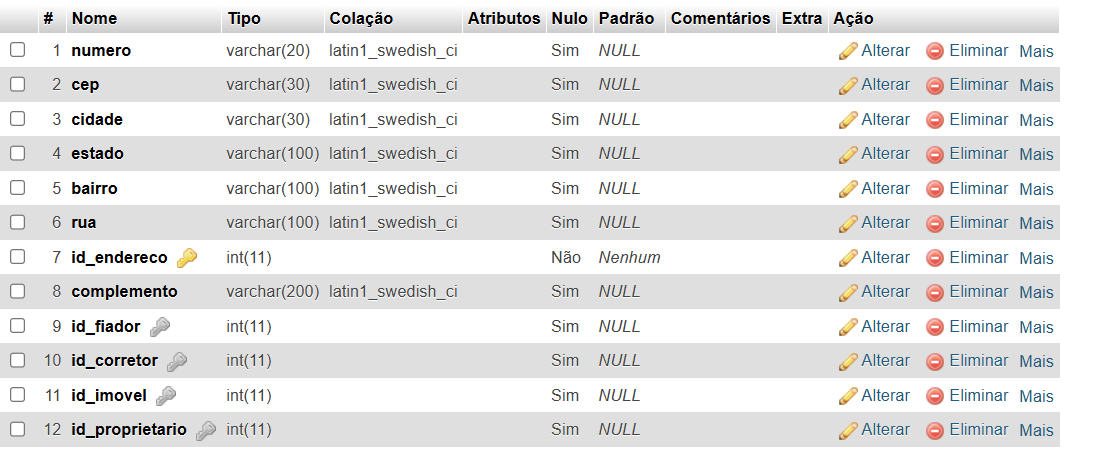 # Nome Tipo Colação Atributos Nulo Padrão Comentários Extra Ação
1 numero varchar(20) latin1_swedish_ci Sim NULL Alterar Eliminar Mais
2 cep varchar(30) latin1_swedish_ci Sim NULL Alterar Eliminar Mais
3 cidade varchar(30) latin1_swedish_ci Sim NULL Alterar Eliminar Mais
4 estado varchar(100) latin1_swedish_ci Sim NULL Alterar Eliminar Mais
5 bairro varchar(100) latin1_swedish_ci Sim NULL Alterar Eliminar Mais
6 rua varchar(100) latin1_swedish_ci Sim NULL Alterar Eliminar Mais
7 id_endereco int(11) Não Nenhum Alterar Eliminar Mais
8 complemento varchar(200) latin1_swedish_ci Sim NULL Alterar Eliminar Mais
9 id_fiador int(11) Sim NULL Alterar Eliminar Mais
10 id_corretor int(11) Sim NULL Alterar Eliminar Mais
11 id_imovel int(11) Sim NULL Alterar Eliminar Mais
12 id_proprietario int(11) Sim NULL Alterar Eliminar Mais